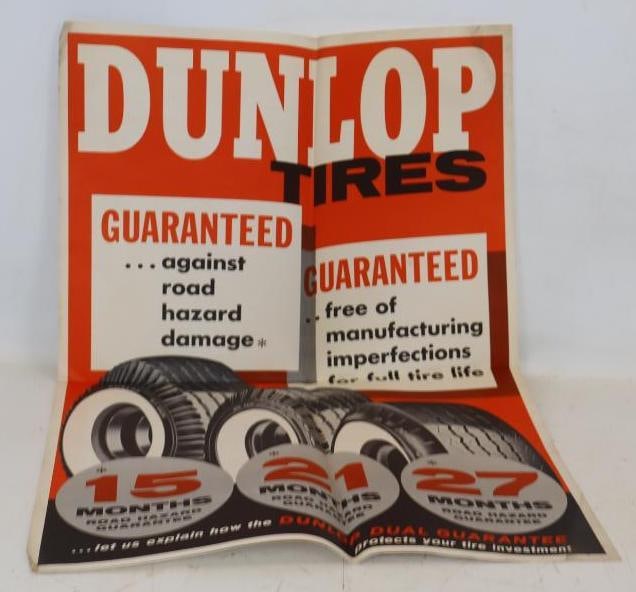 DUNLOP
TIRES
GUARANTEED
...against
road
hazard
damage*
GUARANTEED
..free of
manufacturing
imperfections
for full tire life
*
15
MONTHS
ROAD HAZARD
GUARANTEE
*
21
MONTHS
ROAD HAZARD
GUARANTEE
*
27
MONTHS
ROAD HAZARD
GUARANTEE
...let us explain how the DUNLOP DUAL GUARANTEE
protects your tire investment